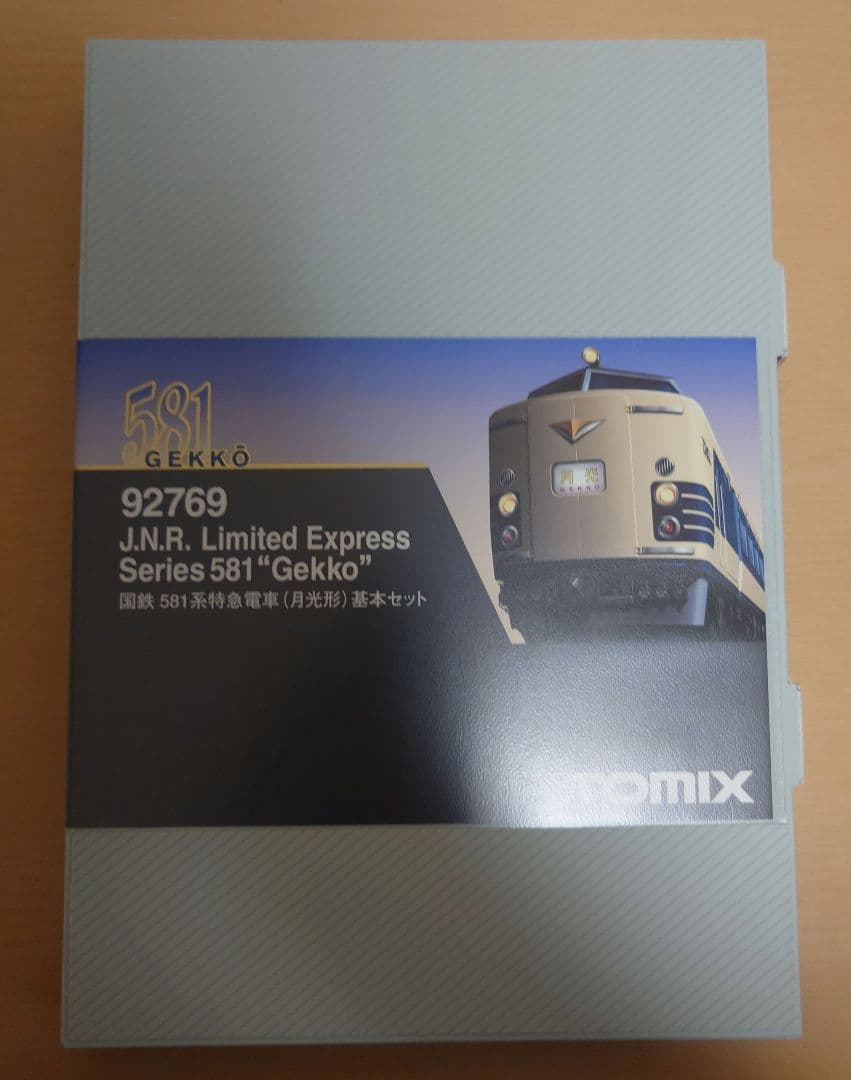 581
GEKKŌ
92769
J.N.R. Limited Express
Series 581 “Gekko”
国鉄 581系特急電車(月光形)基本セット
月光
GEKKO
TOMIX